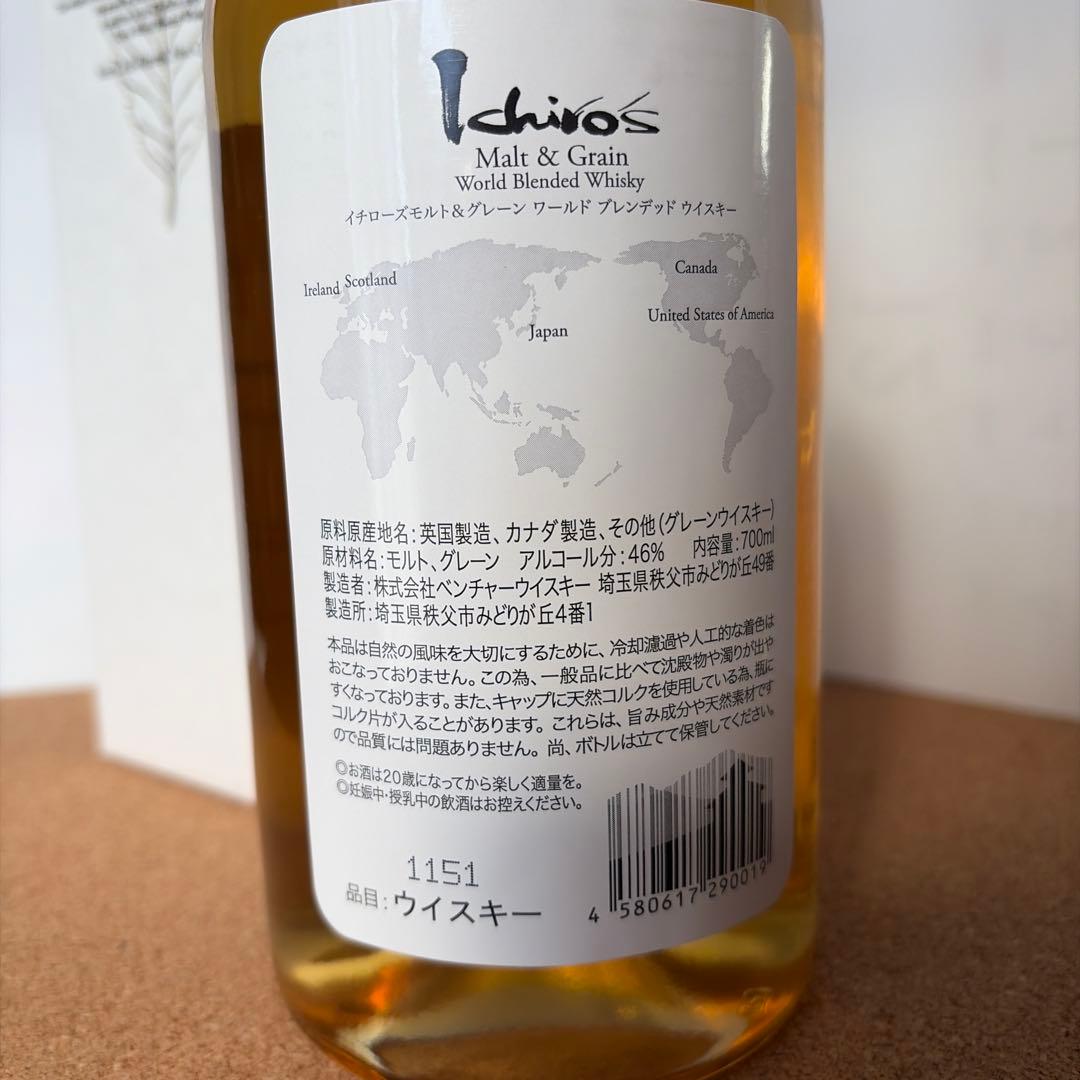 Ichiro's
Malt & Grain
World Blended Whisky
イチローズモルト＆グレーン ワールド ブレンデッド ウイスキー
Ireland Scotland
Canada
United States of America
Japan
原料原産地名：英国製造、カナダ製造、その他（グレーンウイスキー）
原材料名：モルト、グレーン アルコール分：46% 内容量：700ml
製造者：株式会社ベンチャーウイスキー 埼玉県秩父市みどりが丘49番
製造所：埼玉県秩父市みどりが丘4番1
本品は自然の風味を大切にするために、冷却濾過や人工的な着色は
おこなっておりません。この為、一般品に比べて沈殿物や濁りが出や
すくなっております。また、キャップに天然コルクを使用している為、瓶に
コルク片が入ることがあります。これらは、旨み成分や天然素材です
ので品質には問題ありません。尚、ボトルは立てて保管してください。
◎お酒は20歳になってから楽しく適量を。
◎妊娠中・授乳中の飲酒はお控えください。
1151
品目：ウイスキー
4 580617 290019